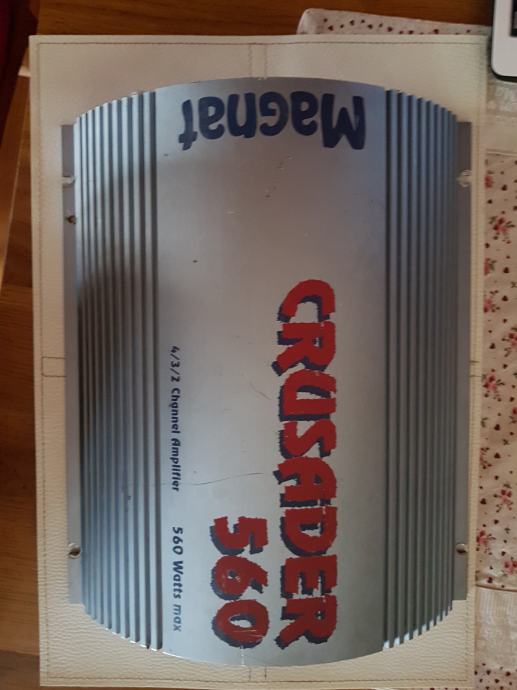 Magnat
CRUSADER
560
4/3/2 Channel Amplifier 560 Watts max